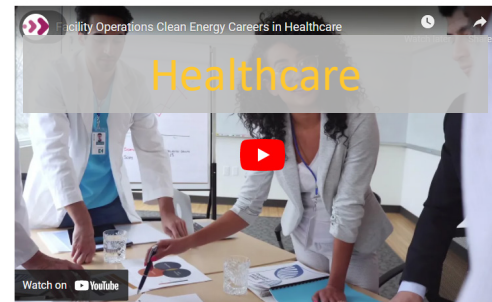 Facility Operations Clean Energy Careers in Healthcare
Healthcare
Watch on YouTube